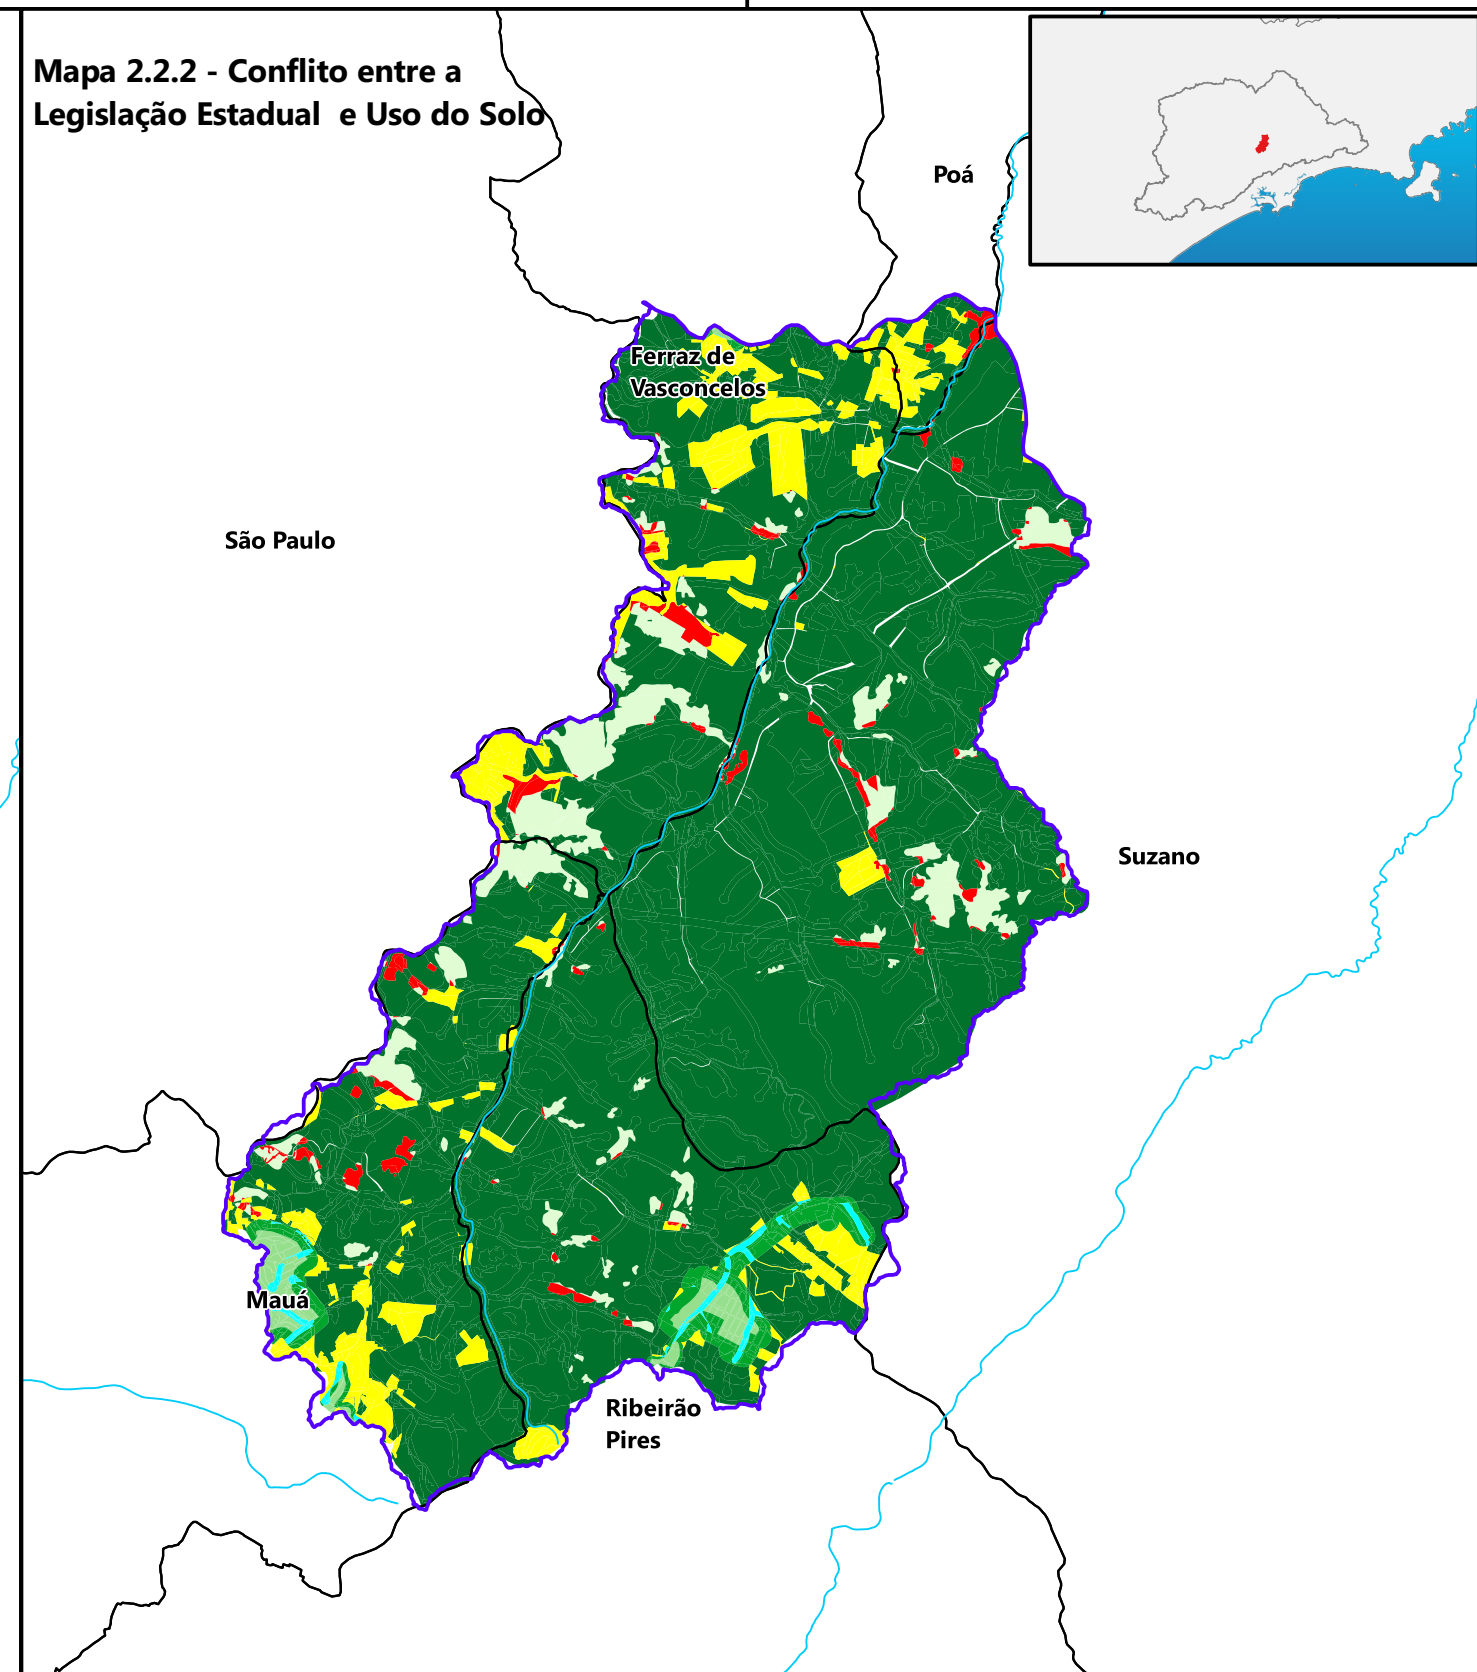 Mapa 2.2.2 - Conflito entre a
Legislação Estadual e Uso do Solo
Poá
Ferraz de
Vasconcelos
São Paulo
Suzano
Mauá
Ribeirão
Pires